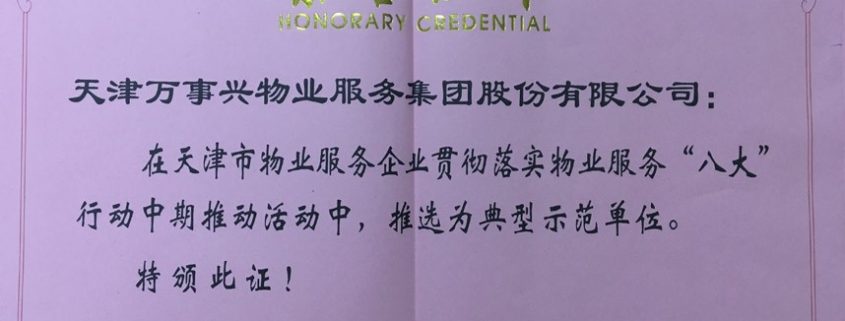 HONORARY CREDENTIAL
天津万事兴物业服务集团股份有限公司：
在天津市物业服务企业贯彻落实物业服务“八大”
行动中期推动活动中，推选为典型示范单位。
特颁此证！